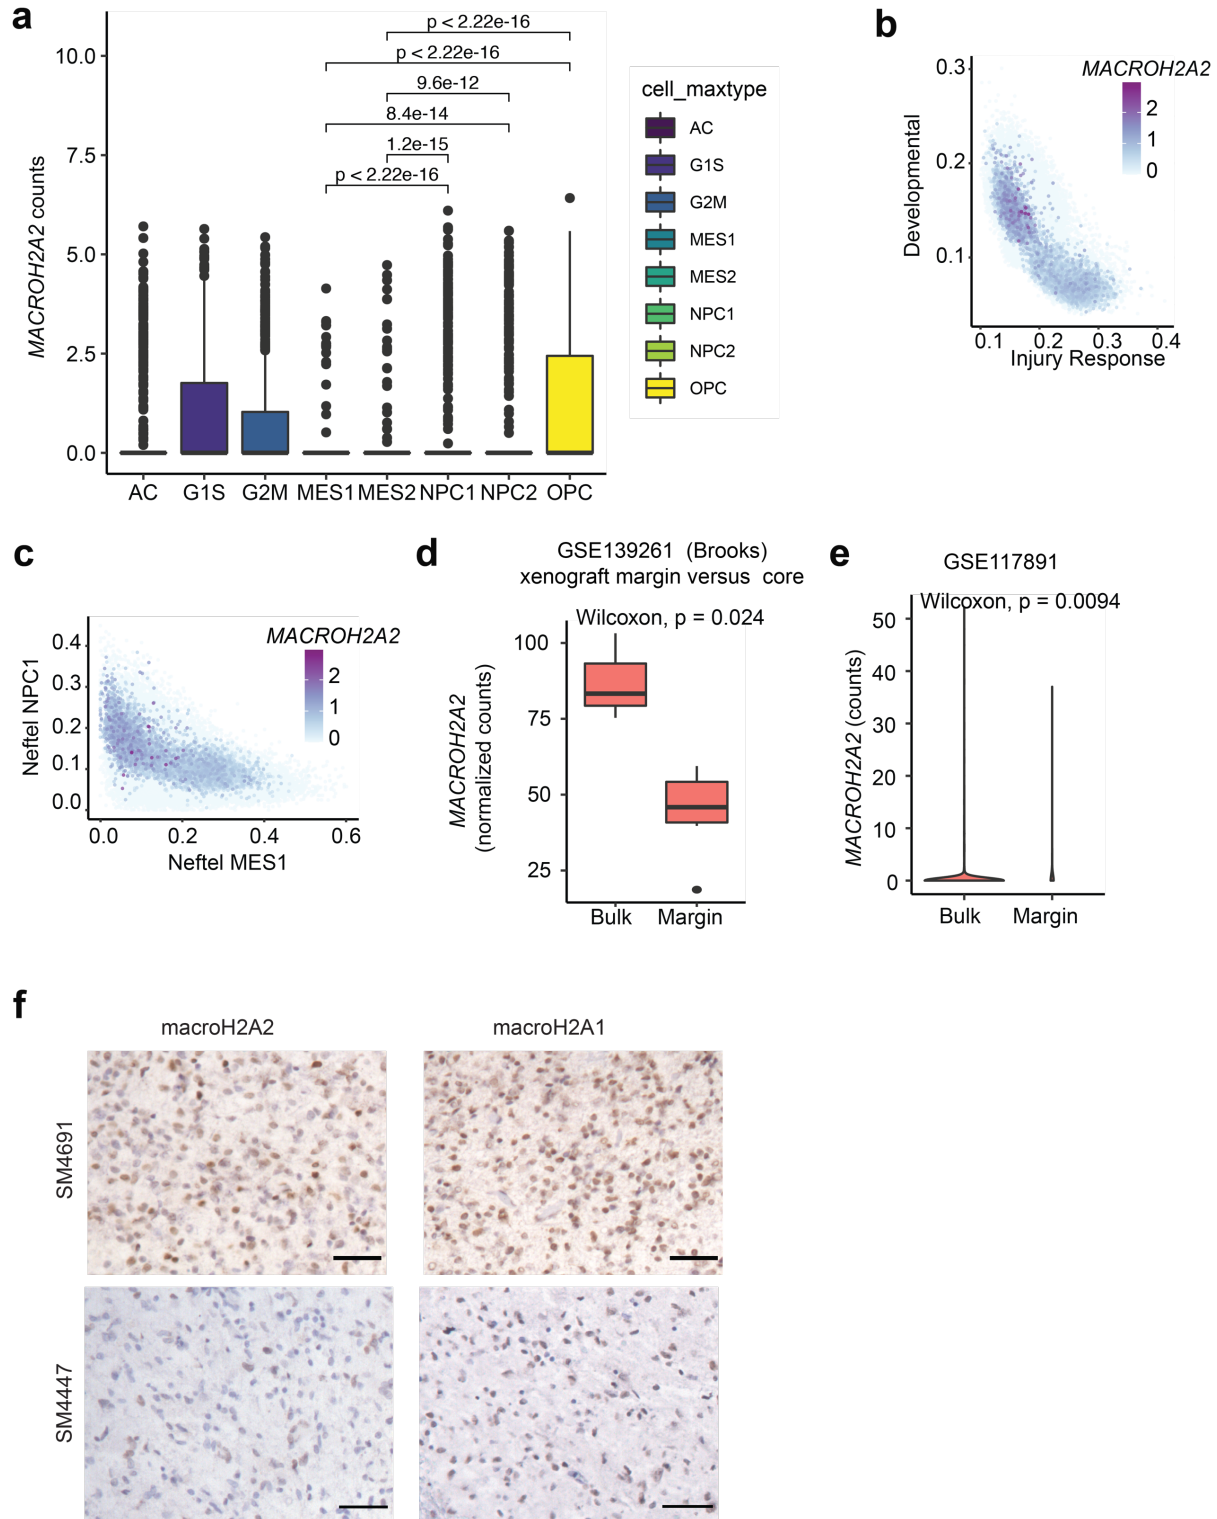 a
MACROH2A2 counts
10.0
7.5
5.0
2.5
0.0
p < 2.22e-16
p < 2.22e-16
9.6e-12
8.4e-14
1.2e-15
p < 2.22e-16
AC G1S G2M MES1 MES2 NPC1 NPC2 OPC
cell_maxtype
AC
G1S
G2M
MES1
MES2
NPC1
NPC2
OPC
b
MACROH2A2
2
1
0
Developmental
0.3
0.2
0.1
0.1 0.2 0.3 0.4
Injury Response
c
MACROH2A2
2
1
0
Neftel NPC1
0.4
0.3
0.2
0.1
0.0
0.0 0.2 0.4 0.6
Neftel MES1
d
GSE139261 (Brooks)
xenograft margin versus core
Wilcoxon, p = 0.024
MACROH2A2
(normalized counts)
100
75
50
25
Bulk Margin
e
GSE117891
Wilcoxon, p = 0.0094
MACROH2A2 (counts)
50
40
30
20
10
0
Bulk Margin
f
macroH2A2 macroH2A1
SM4691
SM4447